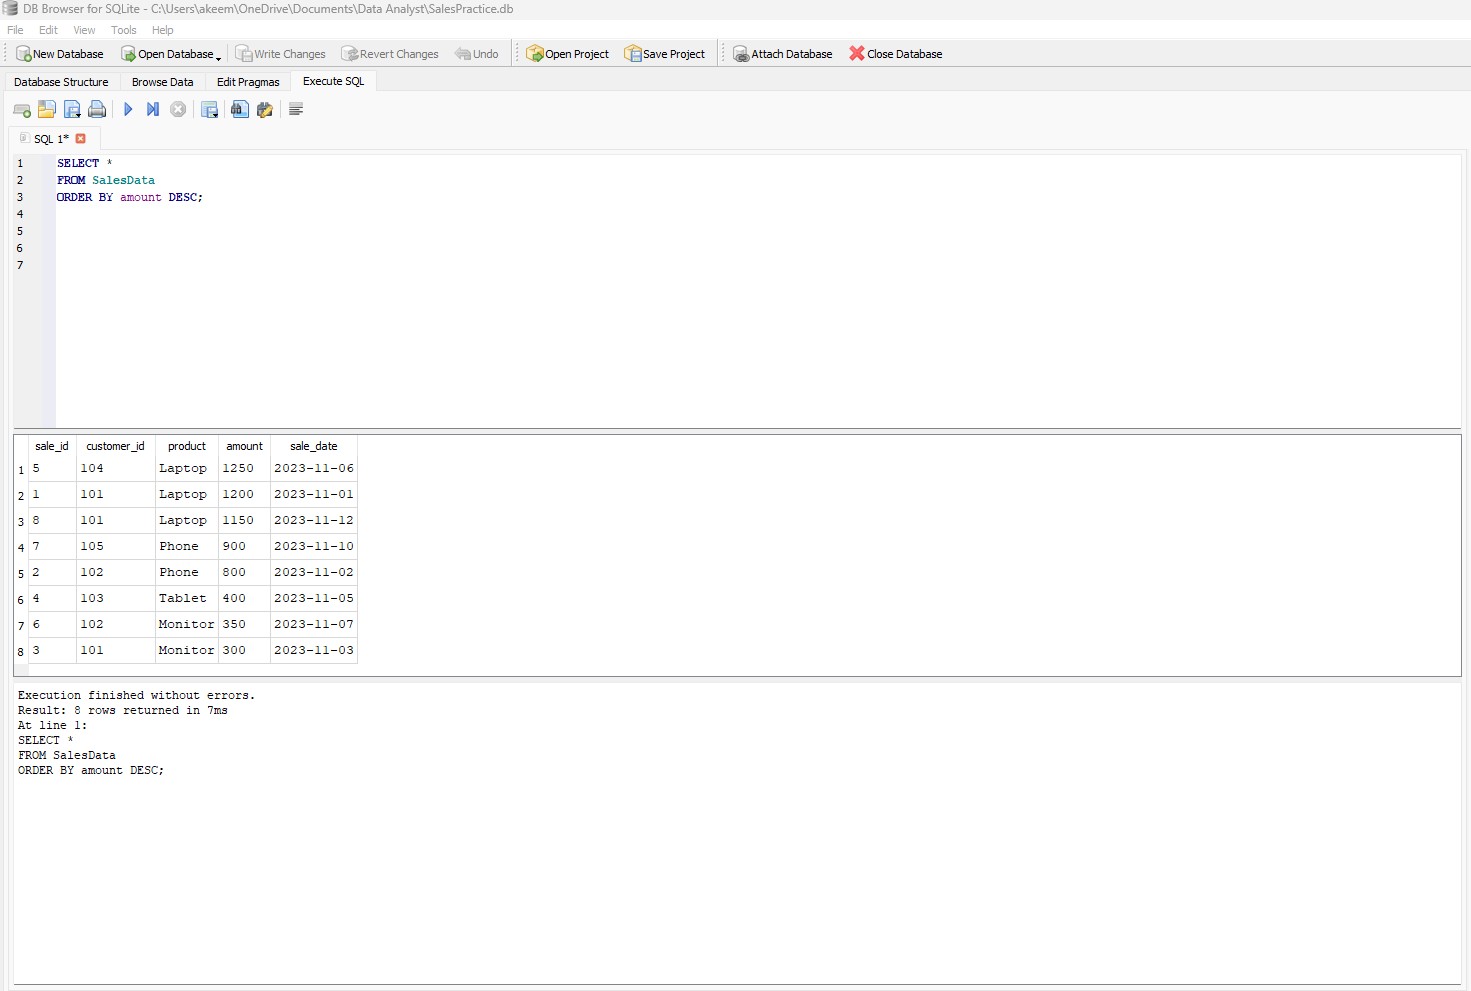 DB Browser for SQLite - C:\Users\akeem\OneDrive\Documents\Data Analyst\SalesPractice.db
File Edit View Tools Help
New Database Open Database Write Changes Revert Changes Undo Open Project Save Project Attach Database Close Database
Database Structure Browse Data Edit Pragmas Execute SQL
SQL 1*
1 SELECT *
2 FROM SalesData
3 ORDER BY amount DESC;
4
5
6
7
sale_id customer_id product amount sale_date
1 5 104 Laptop 1250 2023-11-06
2 1 101 Laptop 1200 2023-11-01
3 8 101 Laptop 1150 2023-11-12
4 7 105 Phone 900 2023-11-10
5 2 102 Phone 800 2023-11-02
6 4 103 Tablet 400 2023-11-05
7 6 102 Monitor 350 2023-11-07
8 3 101 Monitor 300 2023-11-03
Execution finished without errors.
Result: 8 rows returned in 7ms
At line 1:
SELECT *
FROM SalesData
ORDER BY amount DESC;